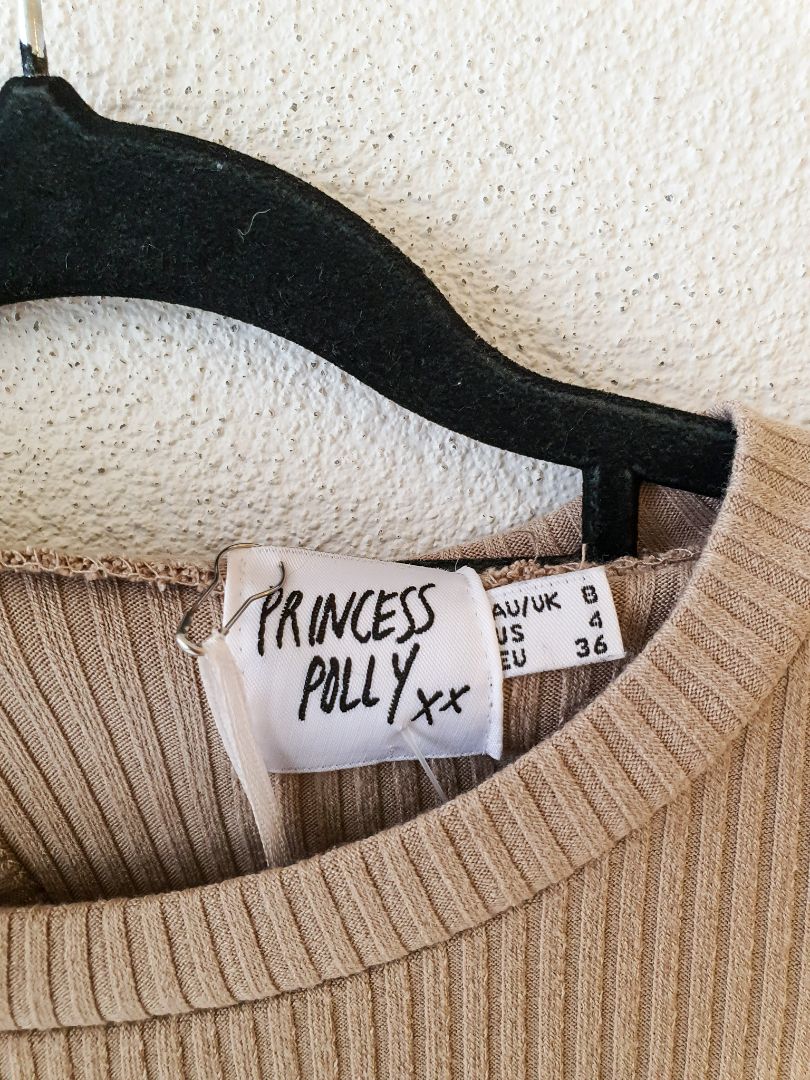 PRINCESS
POLLY xx
AU/UK 8
US 4
EU 36